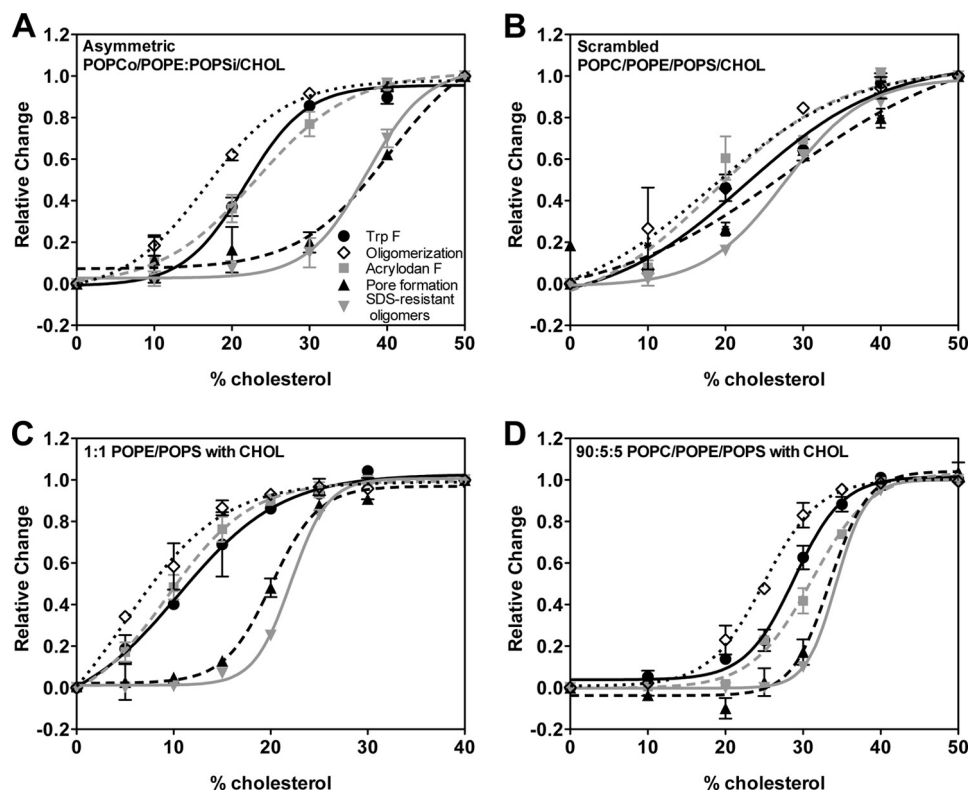 A
Asymmetric
POPCo/POPE:POPSi/CHOL
Relative Change
1.2
1.0
0.8
0.6
0.4
0.2
0.0
-0.2
Trp F
Oligomerization
Acrylodan F
Pore formation
SDS-resistant
oligomers
0 10 20 30 40 50
% cholesterol
B
Scrambled
POPC/POPE/POPS/CHOL
Relative Change
1.2
1.0
0.8
0.6
0.4
0.2
0.0
-0.2
0 10 20 30 40 50
% cholesterol
C
1:1 POPE/POPS with CHOL
Relative Change
1.2
1.0
0.8
0.6
0.4
0.2
0.0
-0.2
0 10 20 30 40
% cholesterol
D
90:5:5 POPC/POPE/POPS with CHOL
Relative Change
1.2
1.0
0.8
0.6
0.4
0.2
0.0
-0.2
0 10 20 30 40 50
% cholesterol